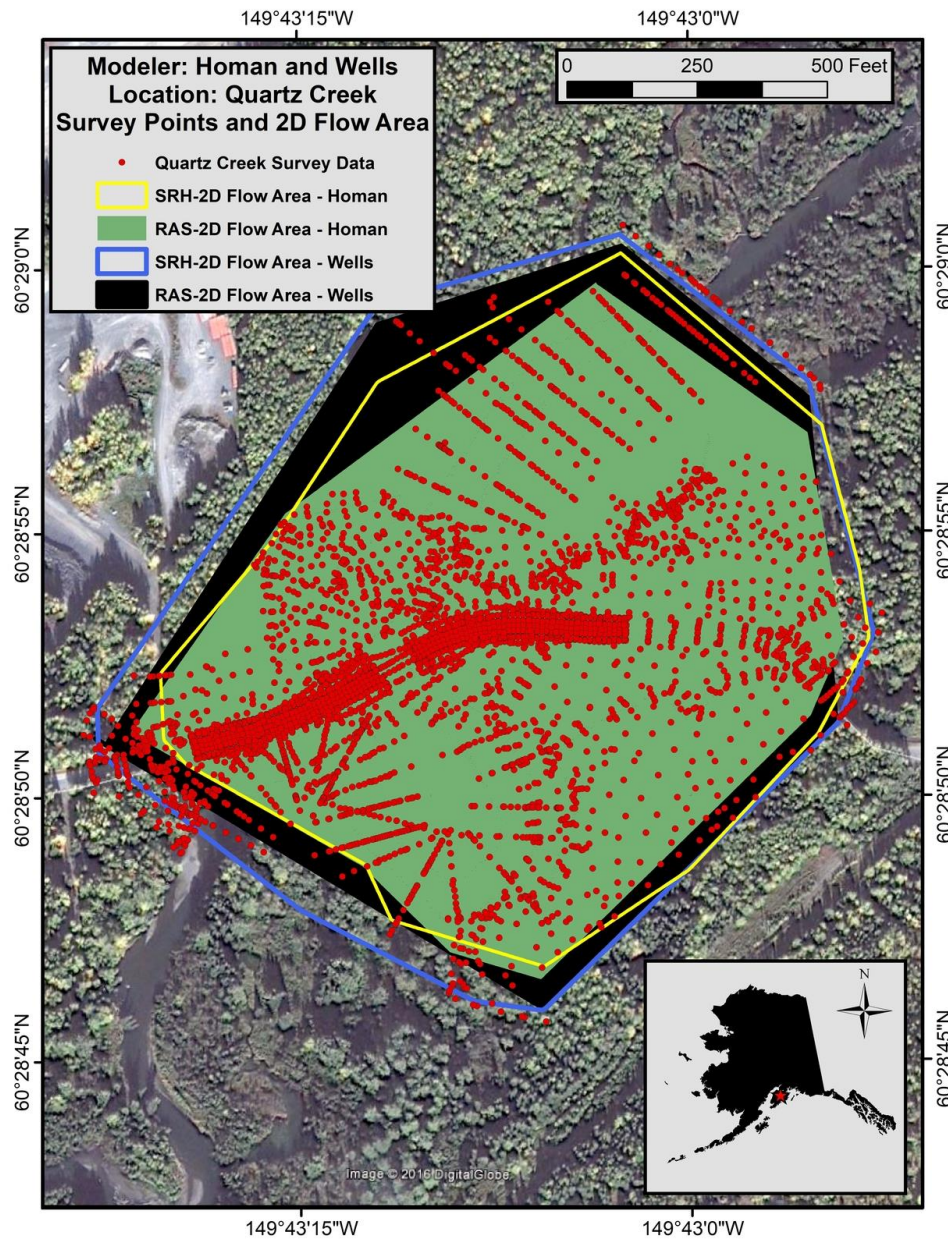 149°43'15"W 149°43'0"W
Modeler: Homan and Wells
Location: Quartz Creek
Survey Points and 2D Flow Area
Quartz Creek Survey Data
SRH-2D Flow Area - Homan
RAS-2D Flow Area - Homan
SRH-2D Flow Area - Wells
RAS-2D Flow Area - Wells
0 250 500 Feet
60°29'0"N 60°29'0"N
60°28'55"N 60°28'55"N
60°28'50"N 60°28'50"N
60°28'45"N 60°28'45"N
N
Image © 2016 DigitalGlobe
149°43'15"W 149°43'0"W